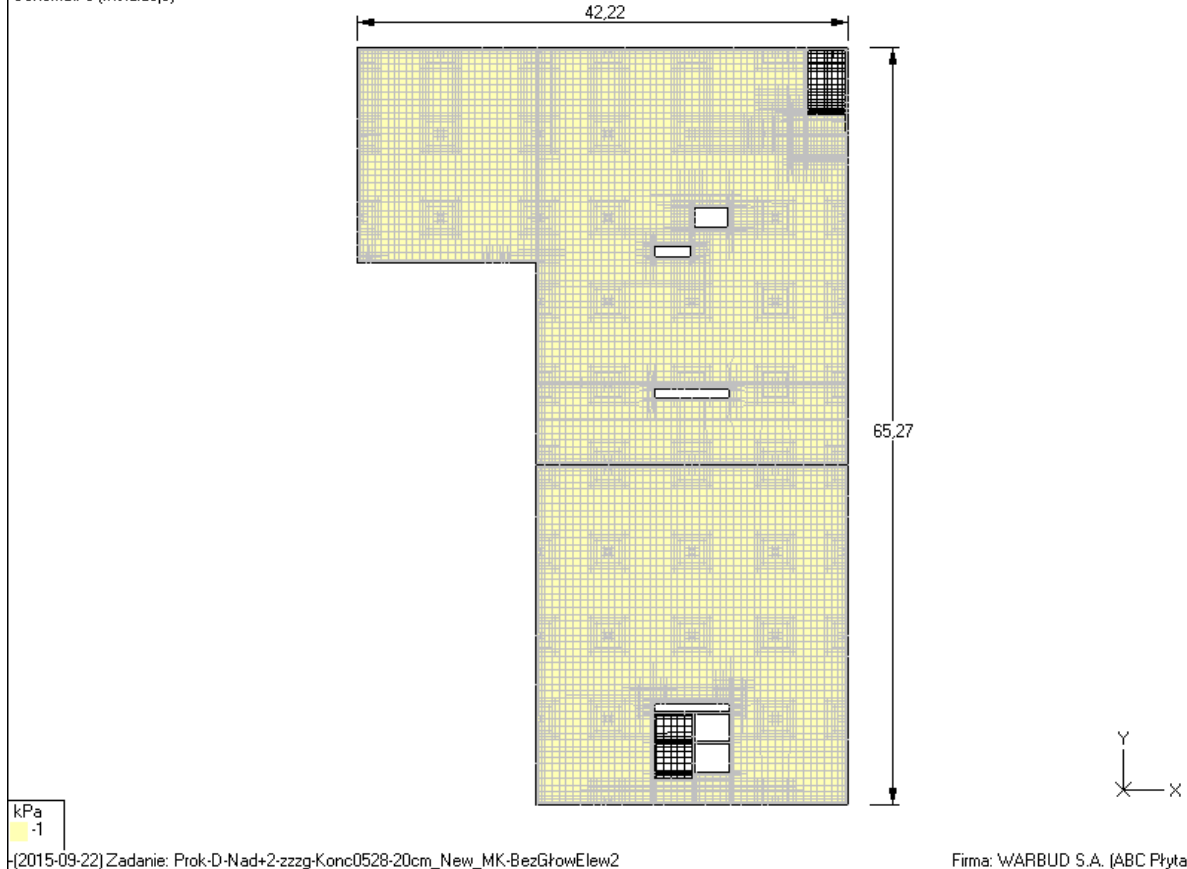 42,22
65,27
Y
X
kPa
-1
-(2015-09-22) Zadanie: Prok-D-Nad+2-zzzg-Konc0528-20cm_New_MK-BezGłowElew2
Firma: WARBUD S.A. (ABC Płyta